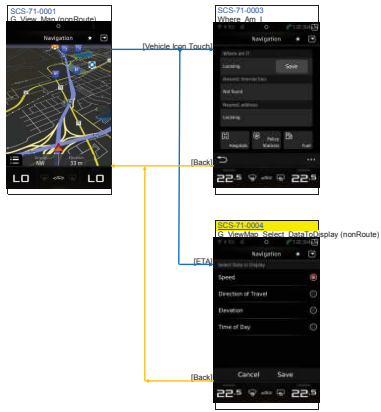 SCS-71-0001
G_View_Map (nonRoute)
Navigation
NW
33 m
LO
LO
[Vehicle Icon Touch]
[Back]
[ETA]
[Back]
SCS-71-0003
Where_Am_I
Navigation
Where am I?
Locating
Save
Nearest Intersection
Not found
Nearest address
Locating
Hospitals
Police
Stations
Fuel
22.5
22.5
SCS-71-0004
G_ViewMap_Select_DataToDisplay (nonRoute)
Navigation
Select Data to Display
Speed
Direction of Travel
Elevation
Time of Day
Cancel
Save
22.5
22.5